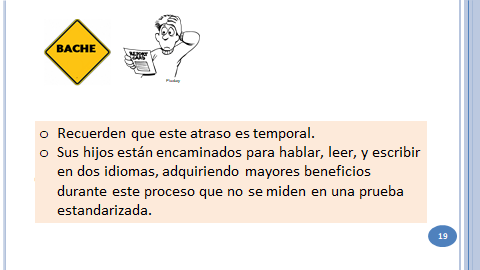 BACHE
REPORT
CARD
o Recuerden que este atraso es temporal.
o Sus hijos están encaminados para hablar, leer, y escribir
en dos idiomas, adquiriendo mayores beneficios
durante este proceso que no se miden en una prueba
estandarizada.
19